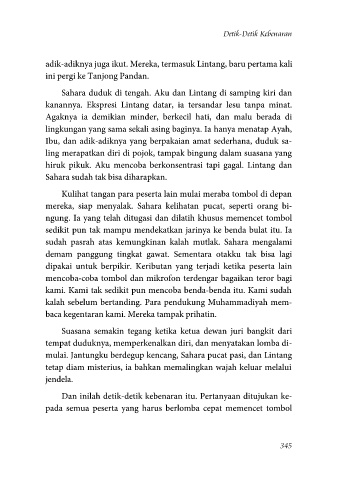 Detik-Detik Kebenaran
adik-adiknya juga ikut. Mereka, termasuk Lintang, baru pertama kali
ini pergi ke Tanjong Pandan.
Sahara duduk di tengah. Aku dan Lintang di samping kiri dan
kanannya. Ekspresi Lintang datar, ia tersandar lesu tanpa minat.
Agaknya ia demikian minder, berkecil hati, dan malu berada di
lingkungan yang sama sekali asing baginya. Ia hanya menatap Ayah,
Ibu, dan adik-adiknya yang berpakaian amat sederhana, duduk sa-
ling merapatkan diri di pojok, tampak bingung dalam suasana yang
hiruk pikuk. Aku mencoba berkonsentrasi tapi gagal. Lintang dan
Sahara sudah tak bisa diharapkan.
Kulihat tangan para peserta lain mulai meraba tombol di depan
mereka, siap menyalak. Sahara kelihatan pucat, seperti orang bi-
ngung. Ia yang telah ditugasi dan dilatih khusus memencet tombol
sedikit pun tak mampu mendekatkan jarinya ke benda bulat itu. Ia
sudah pasrah atas kemungkinan kalah mutlak. Sahara mengalami
demam panggung tingkat gawat. Sementara otakku tak bisa lagi
dipakai untuk berpikir. Keributan yang terjadi ketika peserta lain
mencoba-coba tombol dan mikrofon terdengar bagaikan teror bagi
kami. Kami tak sedikit pun mencoba benda-benda itu. Kami sudah
kalah sebelum bertanding. Para pendukung Muhammadiyah mem-
baca kegentaran kami. Mereka tampak prihatin.
Suasana semakin tegang ketika ketua dewan juri bangkit dari
tempat duduknya, memperkenalkan diri, dan menyatakan lomba di-
mulai. Jantungku berdegup kencang, Sahara pucat pasi, dan Lintang
tetap diam misterius, ia bahkan memalingkan wajah keluar melalui
jendela.
Dan inilah detik-detik kebenaran itu. Pertanyaan ditujukan ke-
pada semua peserta yang harus berlomba cepat memencet tombol
345